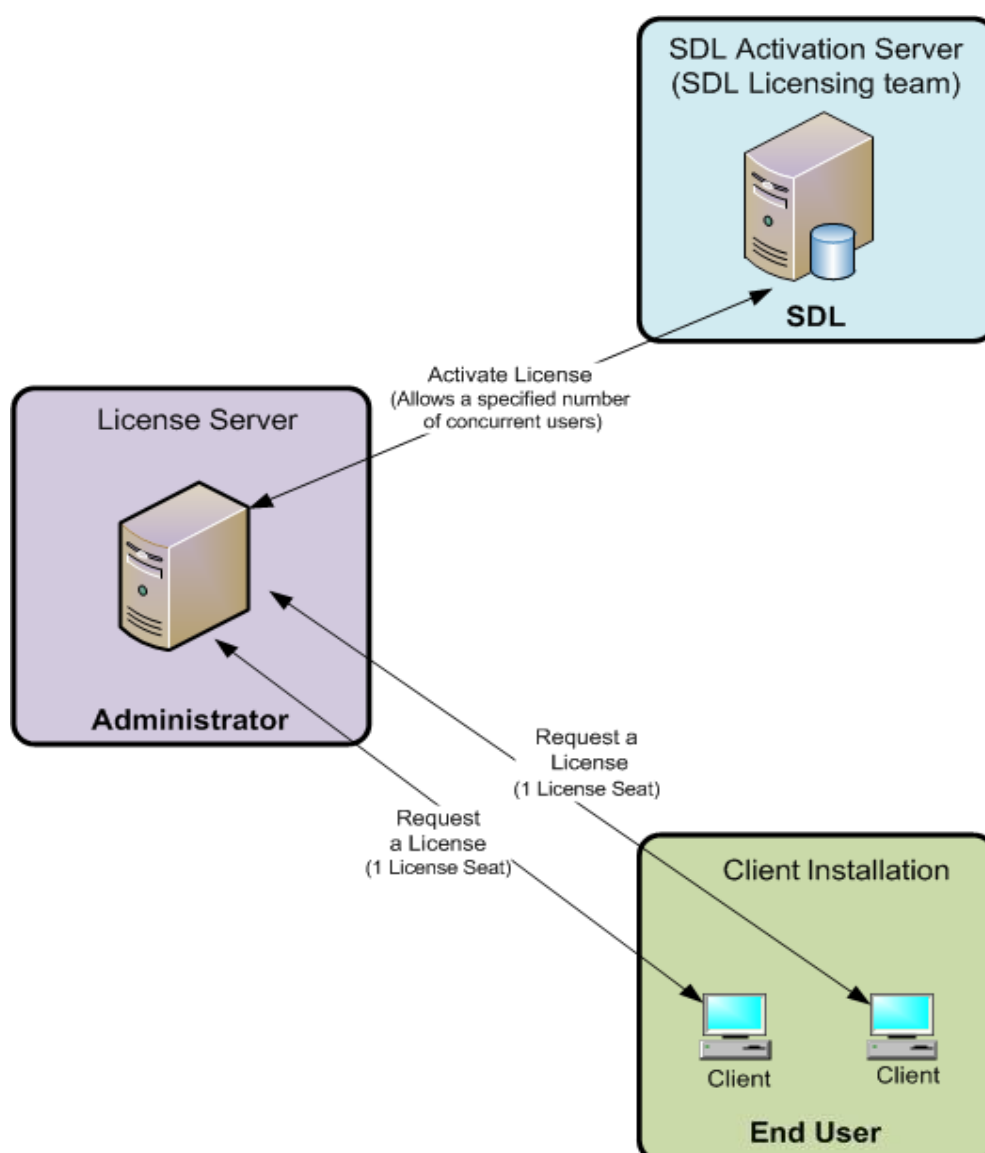 SDL Activation Server
(SDL Licensing team)
SDL
Activate License
(Allows a specified number
of concurrent users)
License Server
Administrator
Request a
License
(1 License Seat)
Request
a License
(1 License Seat)
Client Installation
Client
Client
End User